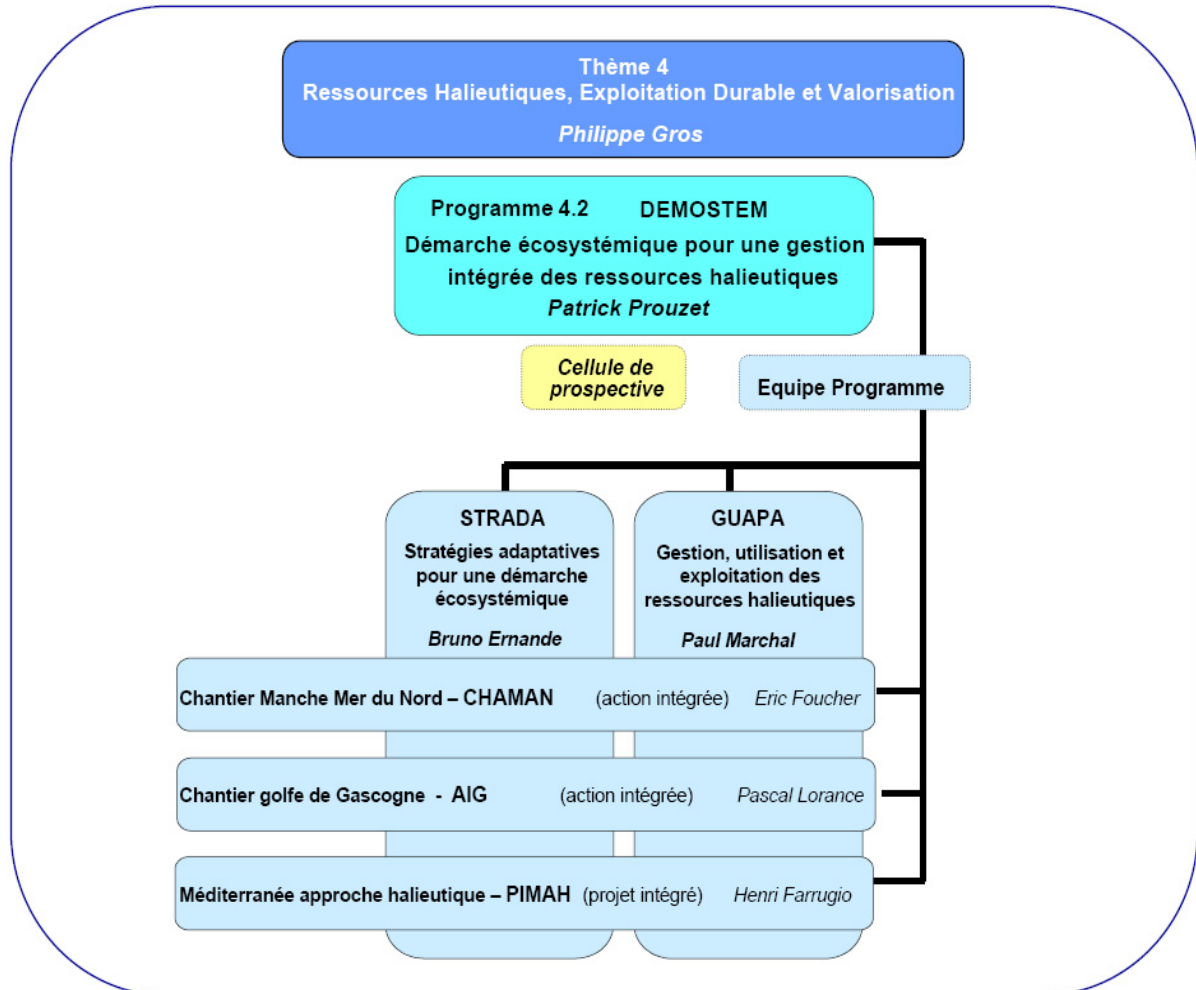 Thème 4
Ressources Halieutiques, Exploitation Durable et Valorisation
Philippe Gros
Programme 4.2 DEMOSTEM
Démarche écosystémique pour une gestion
intégrée des ressources halieutiques
Patrick Prouzet
Cellule de
prospective
Equipe Programme
STRADA
Stratégies adaptatives
pour une démarche
écosystémique
Bruno Ernande
GUAPA
Gestion, utilisation et
exploitation des
ressources halieutiques
Paul Marchal
Chantier Manche Mer du Nord – CHAMAN (action intégrée) Eric Foucher
Chantier golfe de Gascogne - AIG (action intégrée) Pascal Lorance
Méditerranée approche halieutique – PIMAH (projet intégré) Henri Farrugio